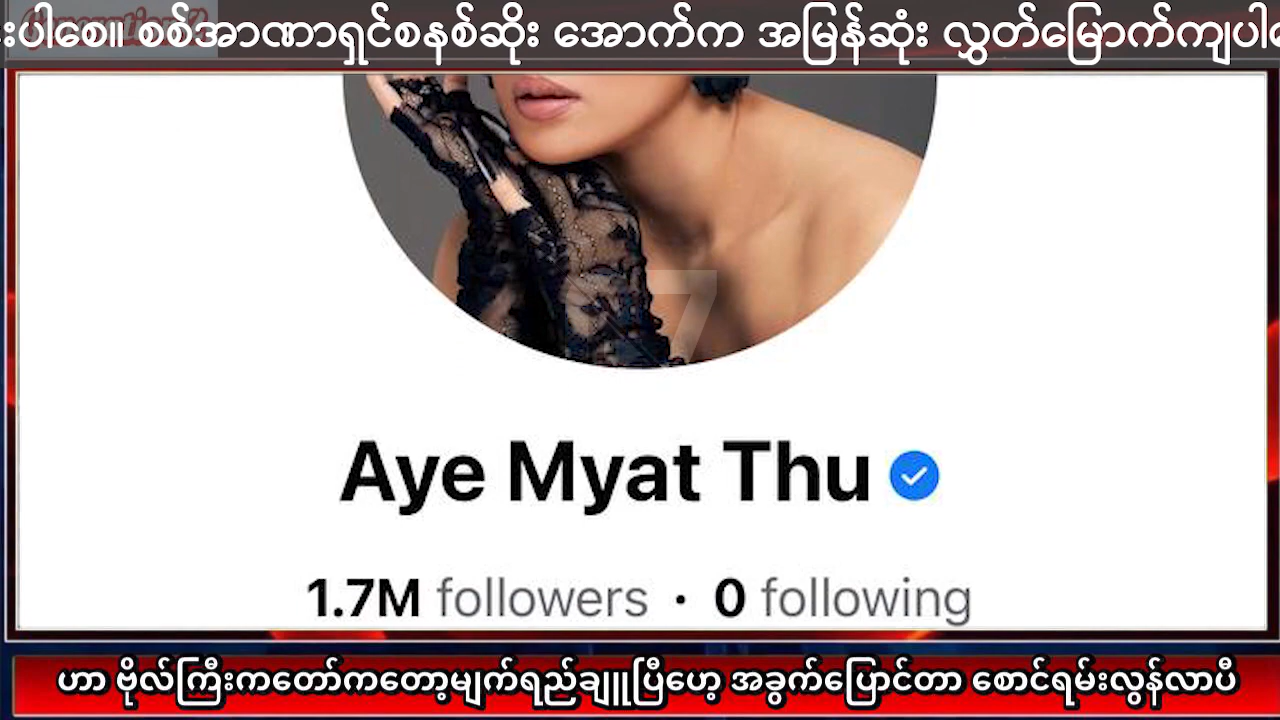 းပါစေ။ စစ်အာဏာရှင်စနစ်ဆိုး အောက်က အမြန်ဆုံး လွှတ်မြောက်ကျပါ
Aye Myat Thu
1.7M followers · 0 following
ဟာ ဗိုလ်ကြီးကတော်ကတော့မျက်ရည်ချူပြီဟေ့ အခွက်ပြောင်တာ စောင်ရမ်းလွန်လာပီ